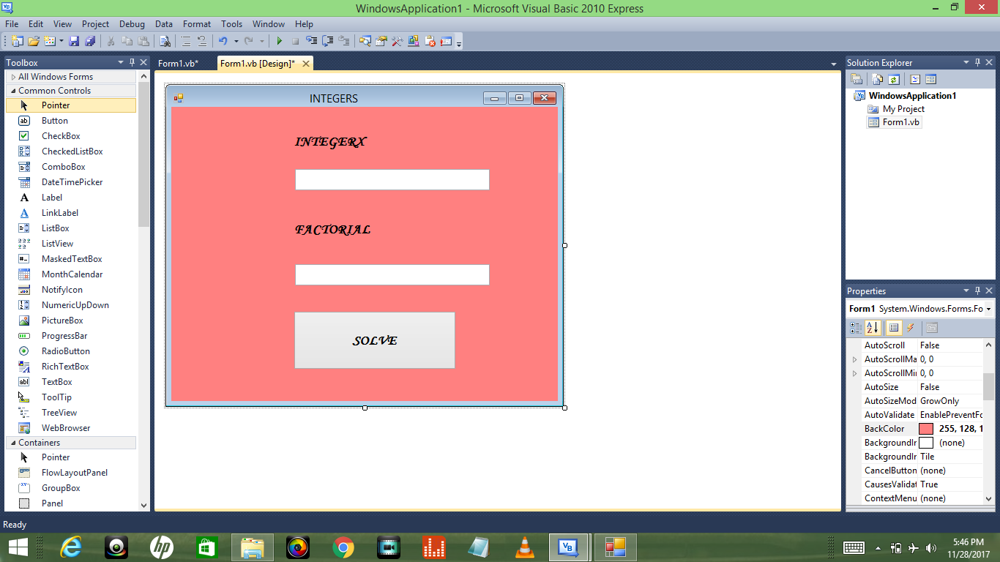 WindowsApplication1 - Microsoft Visual Basic 2010 Express
File Edit View Project Debug Data Format Tools Window Help
Toolbox
All Windows Forms
Common Controls
Pointer
Button
CheckBox
CheckedListBox
ComboBox
DateTimePicker
Label
LinkLabel
ListBox
ListView
MaskedTextBox
MonthCalendar
NotifyIcon
NumericUpDown
PictureBox
ProgressBar
RadioButton
RichTextBox
TextBox
ToolTip
TreeView
WebBrowser
Containers
Pointer
FlowLayoutPanel
GroupBox
Panel
Form1.vb* Form1.vb [Design]*
INTEGERS
INTEGERX
FACTORIAL
SOLVE
Solution Explorer
WindowsApplication1
My Project
Form1.vb
Properties
Form1 System.Windows.Forms.Fo
AutoScroll False
AutoScrollMa 0, 0
AutoScrollMi 0, 0
AutoSize False
AutoSizeMod GrowOnly
AutoValidate EnablePreventFo
BackColor 255, 128, 1
BackgroundIr (none)
BackgroundIr Tile
CancelButton (none)
CausesValidat True
ContextMenu (none)
Ready
5:46 PM
11/28/2017